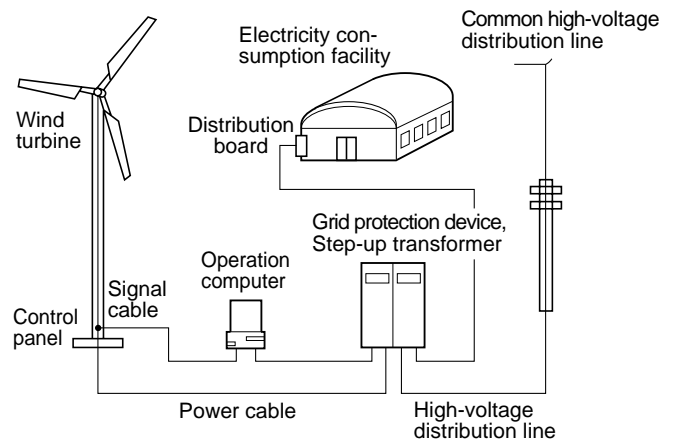 Common high-voltage
distribution line
Electricity con-
sumption facility
Wind
turbine
Distribution
board
Grid protection device,
Step-up transformer
Operation
computer
Signal
cable
Control
panel
Power cable
High-voltage
distribution line